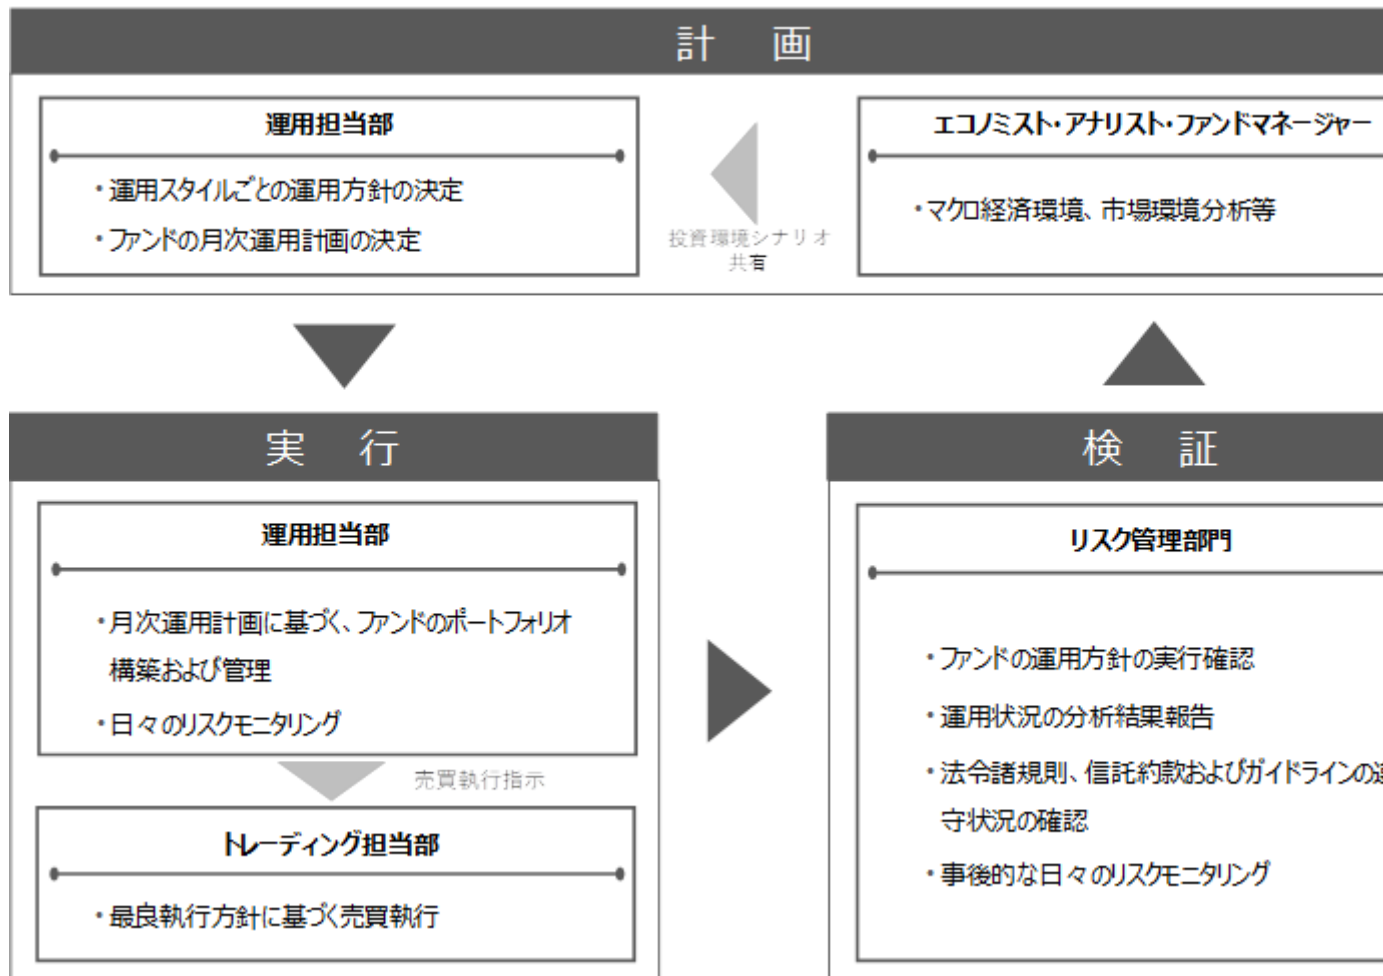 計 画
運用担当部
・運用スタイルごとの運用方針の決定
・ファンドの月次運用計画の決定
投資環境シナリオ
共有
エコノミスト・アナリスト・ファンドマネージャー
・マクロ経済環境、市場環境分析等
実 行
運用担当部
・月次運用計画に基づく、ファンドのポートフォリオ
構築および管理
・日々のリスクモニタリング
売買執行指示
トレーディング担当部
・最良執行方針に基づく売買執行
検 証
リスク管理部門
・ファンドの運用方針の実行確認
・運用状況の分析結果報告
・法令諸規則、信託約款およびガイドラインの
守状況の確認
・事後的な日々のリスクモニタリング